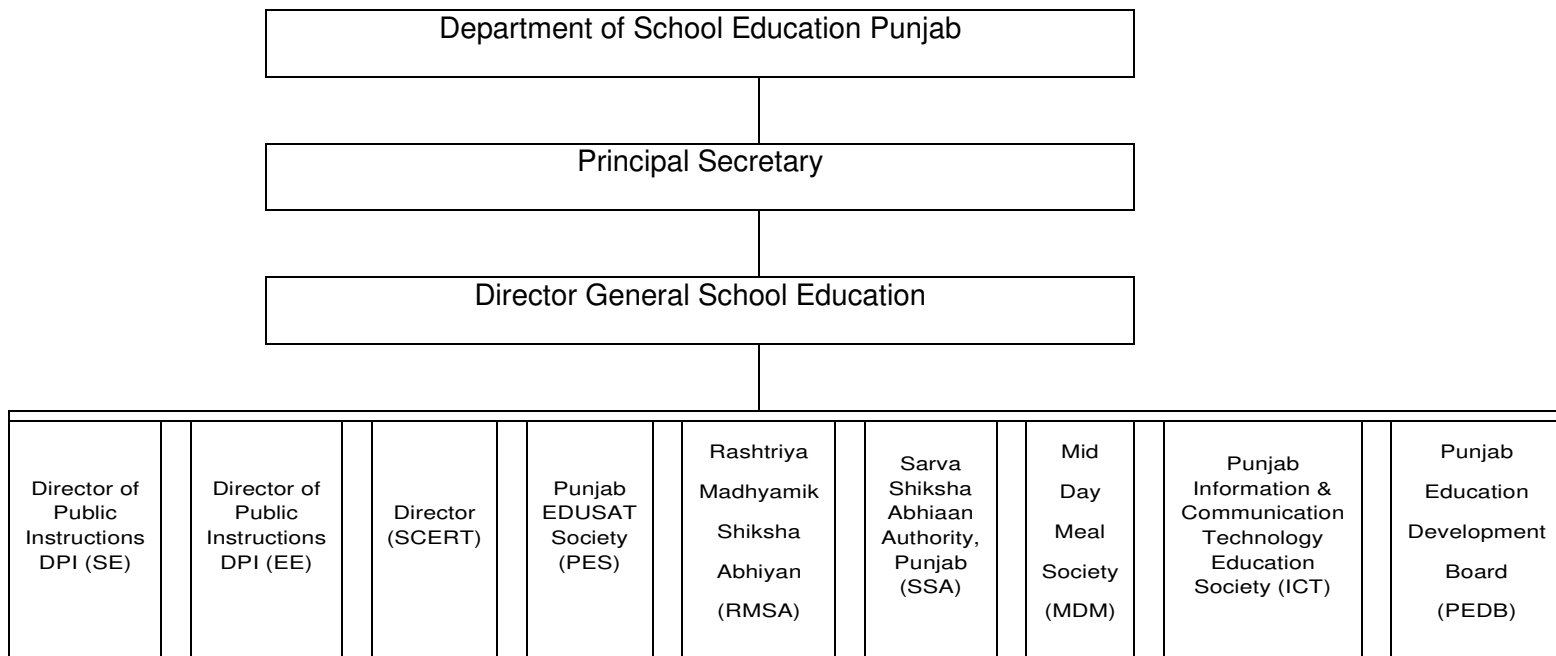 Department of School Education Punjab
Principal Secretary
Director General School Education
Director of
Public
Instructions
DPI (SE)
Director of
Public
Instructions
DPI (EE)
Director
(SCERT)
Punjab
EDUSAT
Society
(PES)
Rashtriya
Madhyamik
Shiksha
Abhiyan
(RMSA)
Sarva
Shiksha
Abhiaan
Authority,
Punjab
(SSA)
Mid
Day
Meal
Society
(MDM)
Punjab
Information &
Communication
Technology
Education
Society (ICT)
Punjab
Education
Development
Board
(PEDB)